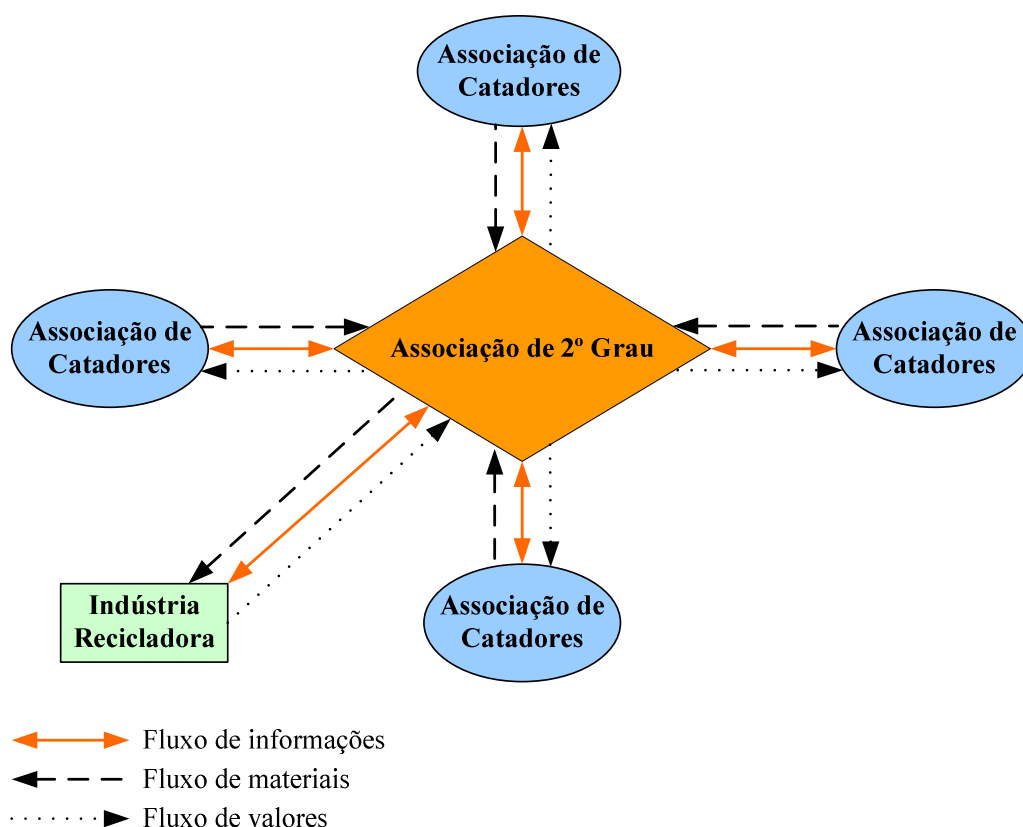 Associação de
Catadores
Associação de
Catadores
Associação de 2º Grau
Associação de
Catadores
Indústria
Recicladora
Associação de
Catadores
Fluxo de informações
Fluxo de materiais
Fluxo de valores